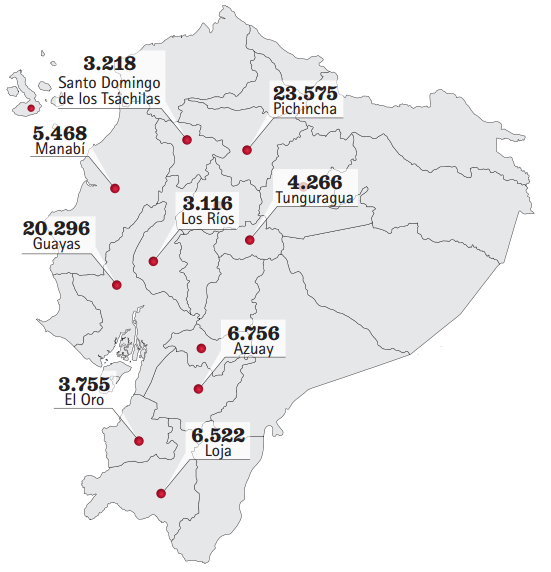 3.218
Santo Domingo
de los Tsáchilas
23.575
Pichincha
5.468
Manabí
4.266
Tunguragua
3.116
Los Ríos
20.296
Guayas
6.756
Azuay
3.755
El Oro
6.522
Loja